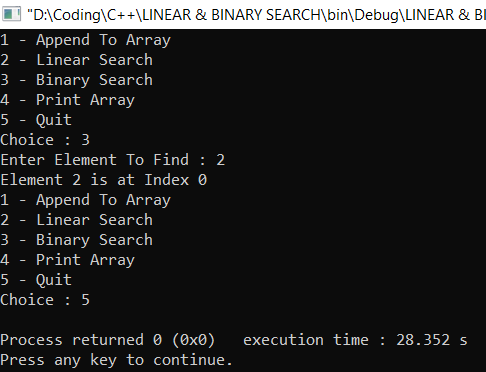 "D:\Coding\C++\LINEAR & BINARY SEARCH\bin\Debug\LINEAR & BI
1 - Append To Array
2 - Linear Search
3 - Binary Search
4 - Print Array
5 - Quit
Choice : 3
Enter Element To Find : 2
Element 2 is at Index 0
1 - Append To Array
2 - Linear Search
3 - Binary Search
4 - Print Array
5 - Quit
Choice : 5
Process returned 0 (0x0)   execution time : 28.352 s
Press any key to continue.